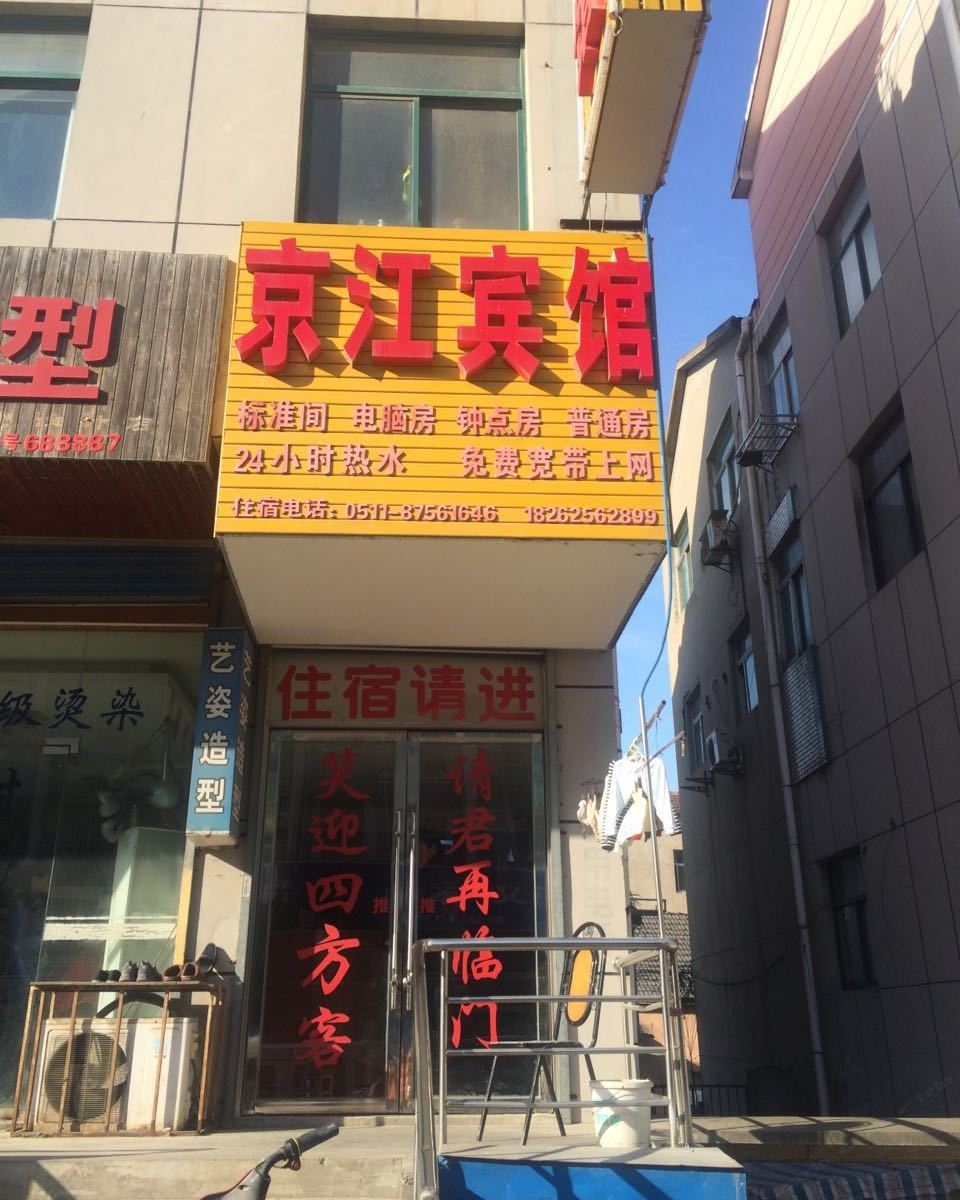 京江宾馆
标准间 电脑房 钟点房 普通房
24小时热水 免费宽带上网
住宿电话：0511-87561646 18262562899
型
号688887
艺姿造型
级烫染
住宿请进
笑迎四方客
请君再临门
推 推